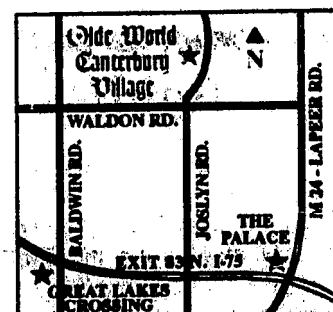 Olde World
Canterbury
Village
N
WALDON RD.
BALDWIN RD.
JOSLYN RD.
M 24 - LAPEER RD.
THE
PALACE
EXIT 83 N. I-75
GREAT LAKES
CROSSING